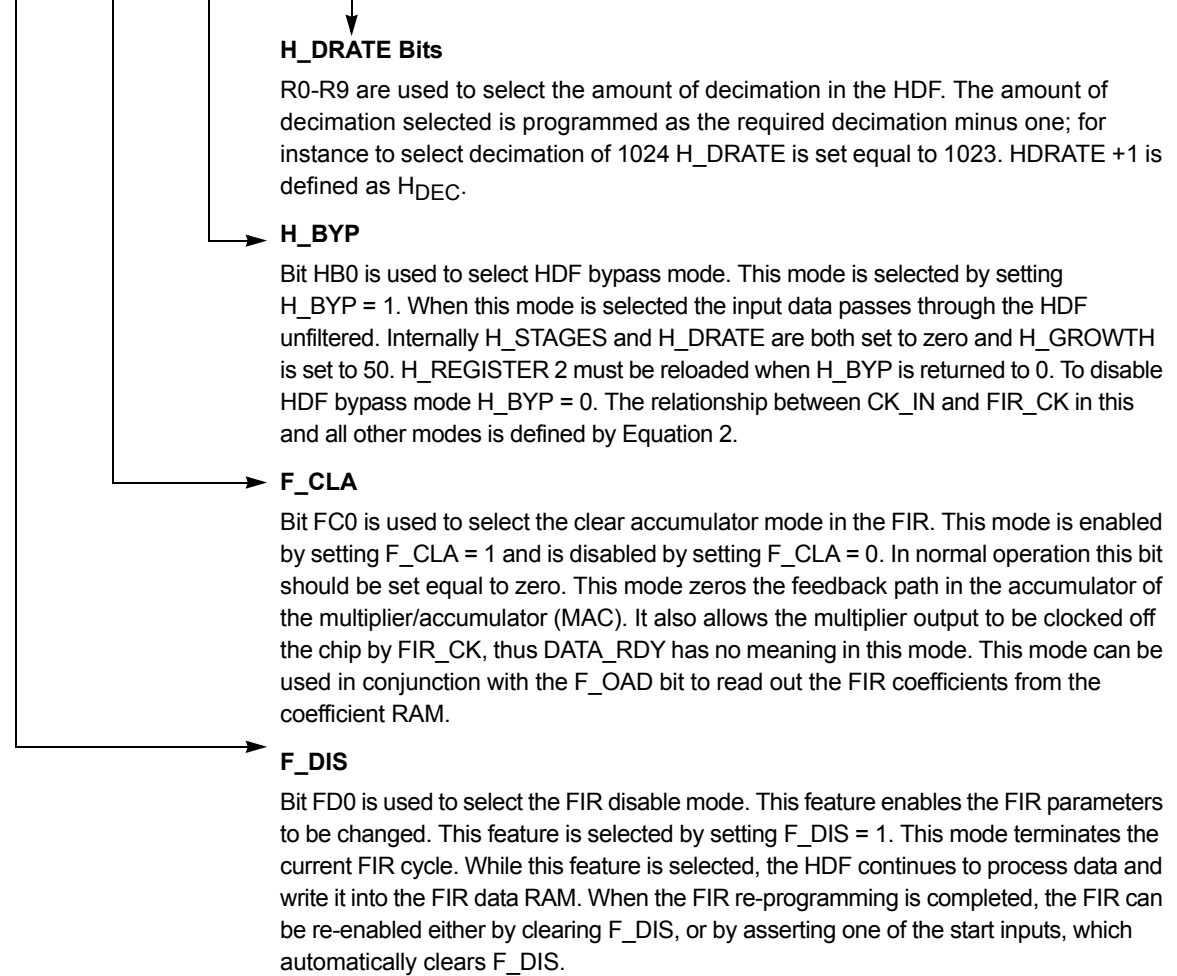 H_DRATE Bits
R0-R9 are used to select the amount of decimation in the HDF. The amount of
decimation selected is programmed as the required decimation minus one; for
instance to select decimation of 1024 H_DRATE is set equal to 1023. HDRATE +1 is
defined as HDEC.
H_BYP
Bit HB0 is used to select HDF bypass mode. This mode is selected by setting
H_BYP = 1. When this mode is selected the input data passes through the HDF
unfiltered. Internally H_STAGES and H_DRATE are both set to zero and H_GROWTH
is set to 50. H_REGISTER 2 must be reloaded when H_BYP is returned to 0. To disable
HDF bypass mode H_BYP = 0. The relationship between CK_IN and FIR_CK in this
and all other modes is defined by Equation 2.
F_CLA
Bit FC0 is used to select the clear accumulator mode in the FIR. This mode is enabled
by setting F_CLA = 1 and is disabled by setting F_CLA = 0. In normal operation this bit
should be set equal to zero. This mode zeros the feedback path in the accumulator of
the multiplier/accumulator (MAC). It also allows the multiplier output to be clocked off
the chip by FIR_CK, thus DATA_RDY has no meaning in this mode. This mode can be
used in conjunction with the F_OAD bit to read out the FIR coefficients from the
coefficient RAM.
F_DIS
Bit FD0 is used to select the FIR disable mode. This feature enables the FIR parameters
to be changed. This feature is selected by setting F_DIS = 1. This mode terminates the
current FIR cycle. While this feature is selected, the HDF continues to process data and
write it into the FIR data RAM. When the FIR re-programming is completed, the FIR can
be re-enabled either by clearing F_DIS, or by asserting one of the start inputs, which
automatically clears F_DIS.